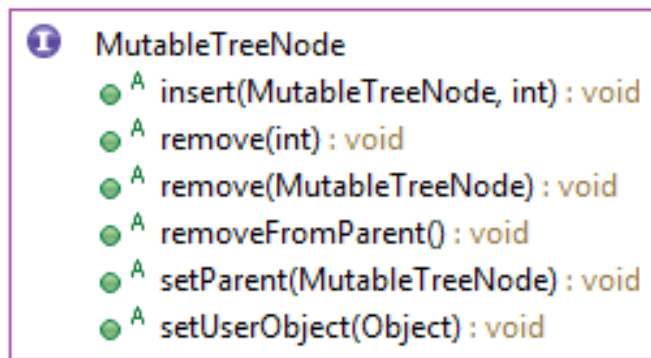 I MutableTreeNode
A insert(MutableTreeNode, int) : void
A remove(int) : void
A remove(MutableTreeNode) : void
A removeFromParent() : void
A setParent(MutableTreeNode) : void
A setUserObject(Object) : void